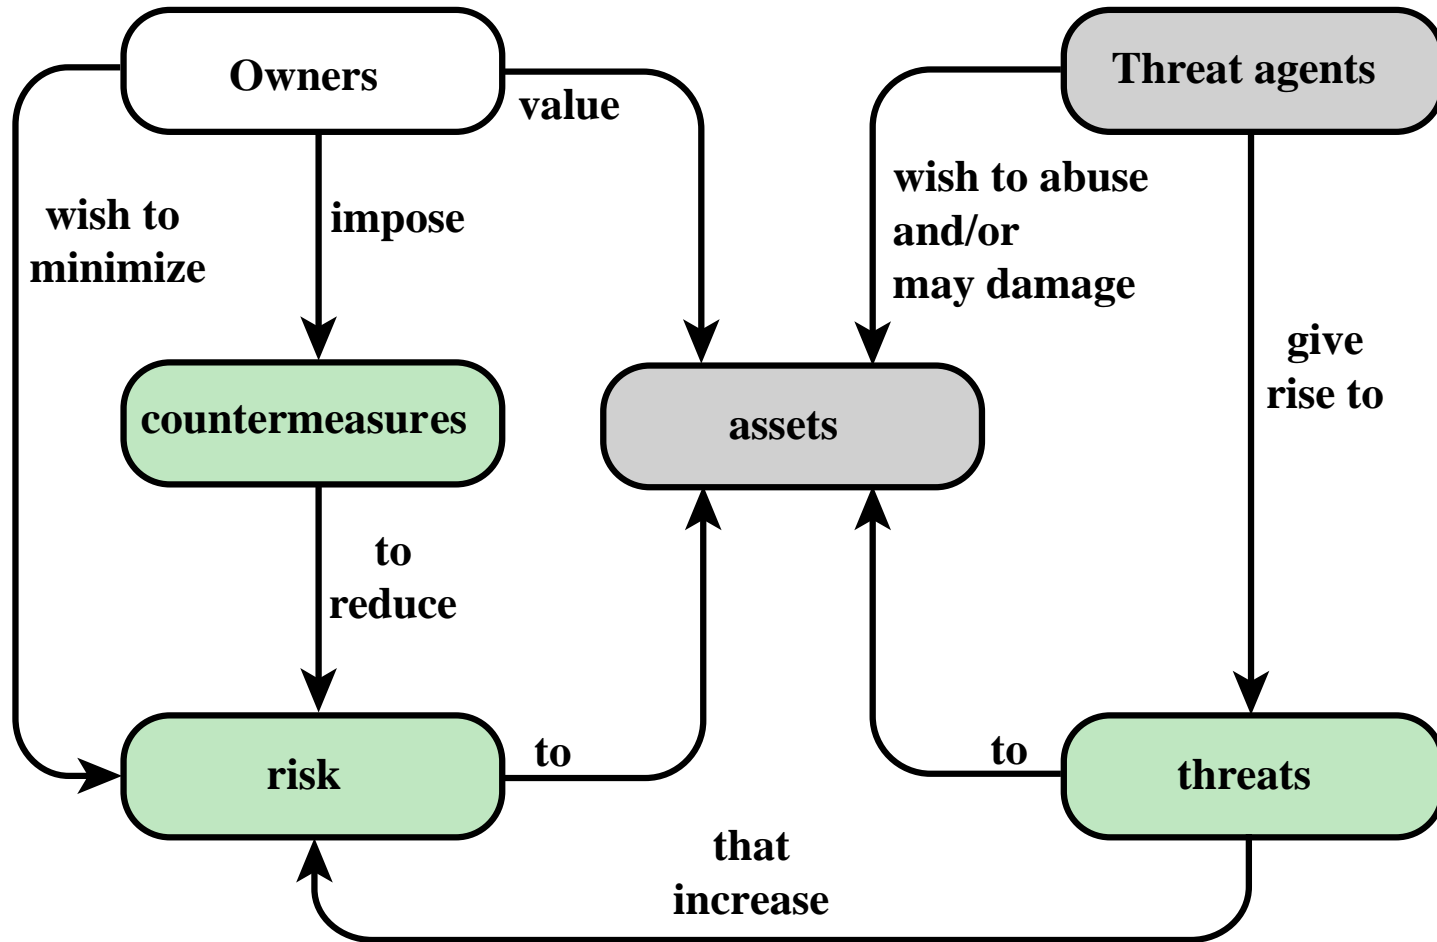 Owners
Threat agents
value
wish to
minimize
impose
wish to abuse
and/or
may damage
give
rise to
countermeasures
assets
to
reduce
risk
to
to
threats
that
increase